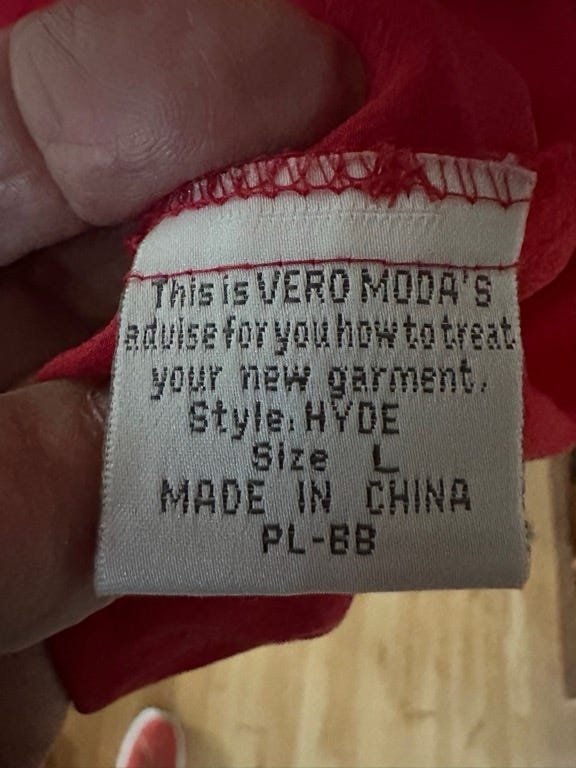 This is VERO MODA'S
advise for you how to treat
your new garment.
Style: HYDE
Size L
MADE IN CHINA
PL-BB